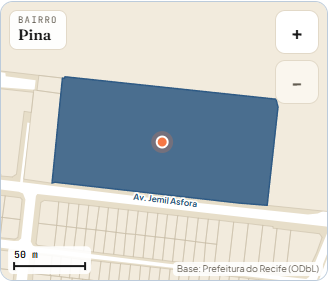 BAIRRO
Pina
+
−
Av. Jemil Asfora
50 m
Base: Prefeitura do Recife (ODbL)